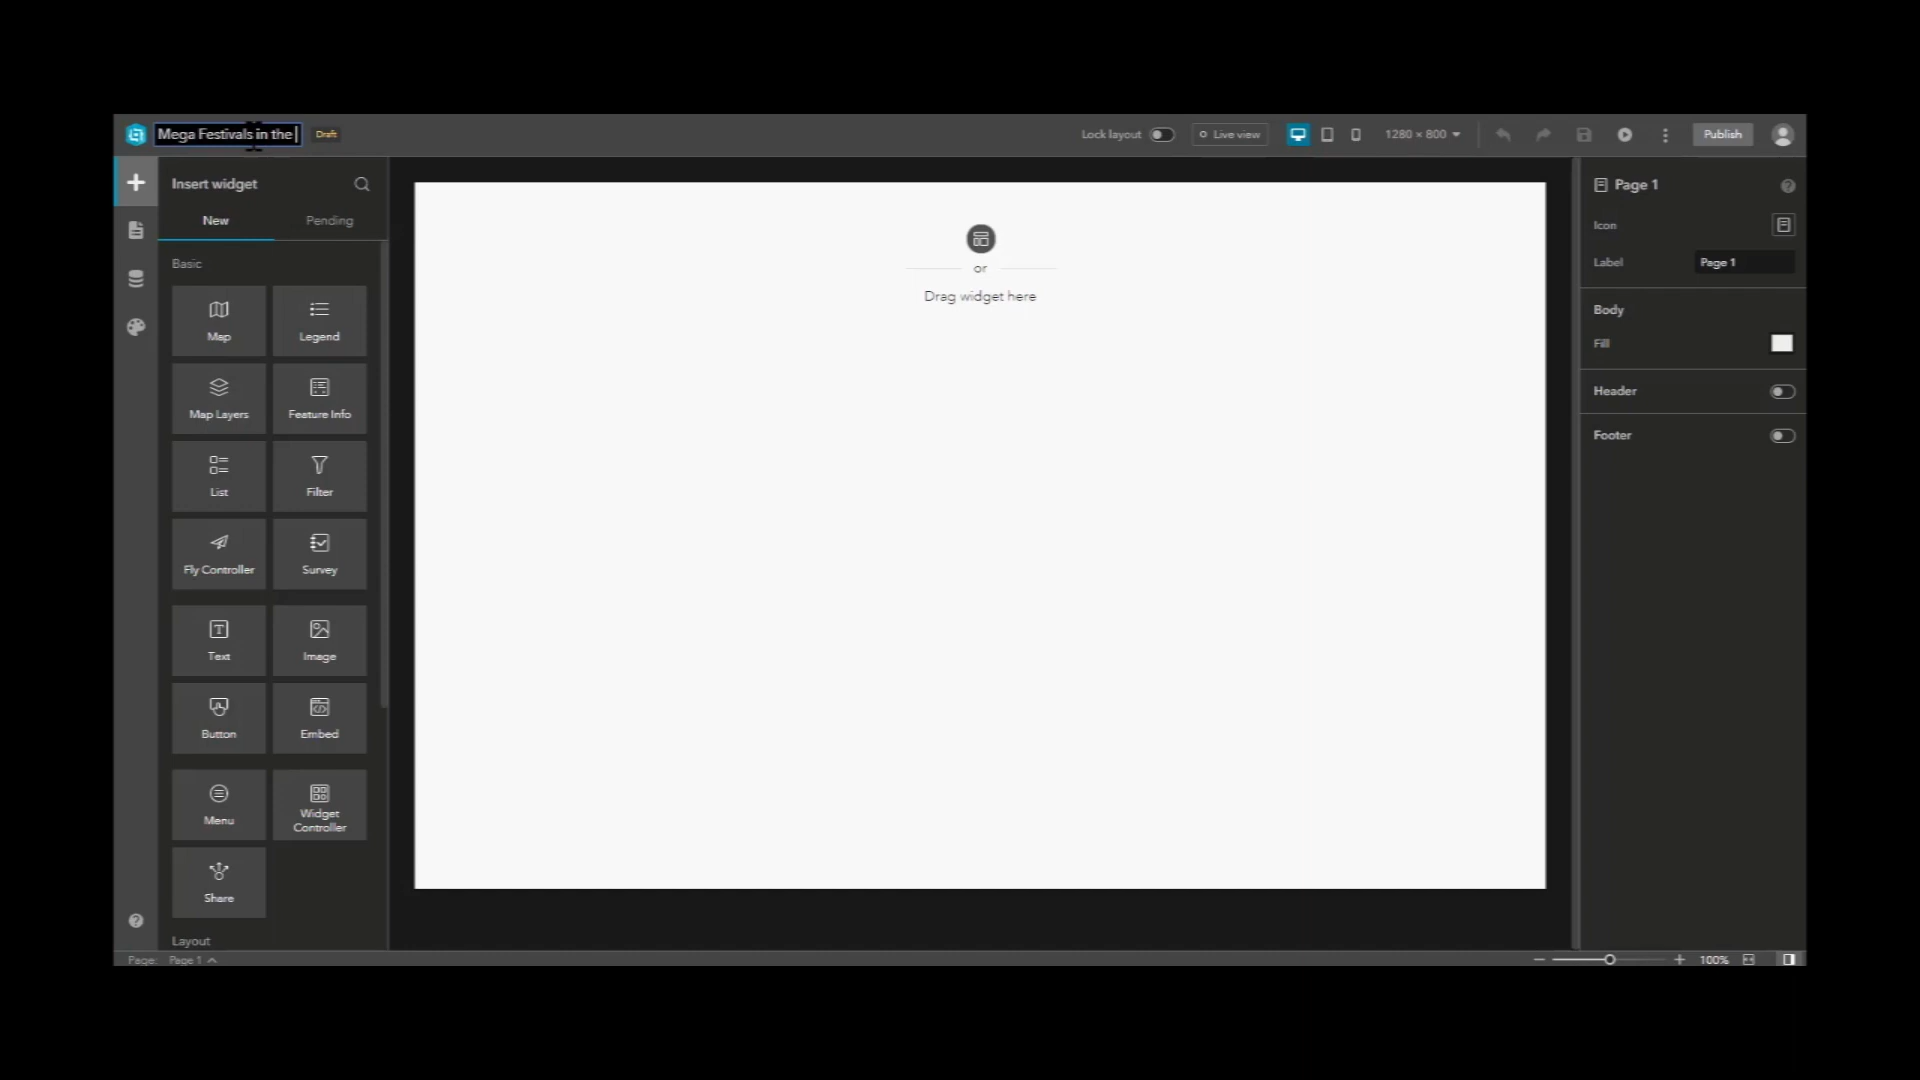 Mega Festivals in the
Draft
Lock layout
Live view
1280 × 800
Publish
Insert widget
New
Pending
Basic
Map
Legend
Map Layers
Feature Info
List
Filter
Fly Controller
Survey
Text
Image
Button
Embed
Menu
Widget
Controller
Share
Layout
or
Drag widget here
Page 1
Icon
Label
Page 1
Body
Fill
Header
Footer
Page:
Page 1
100%